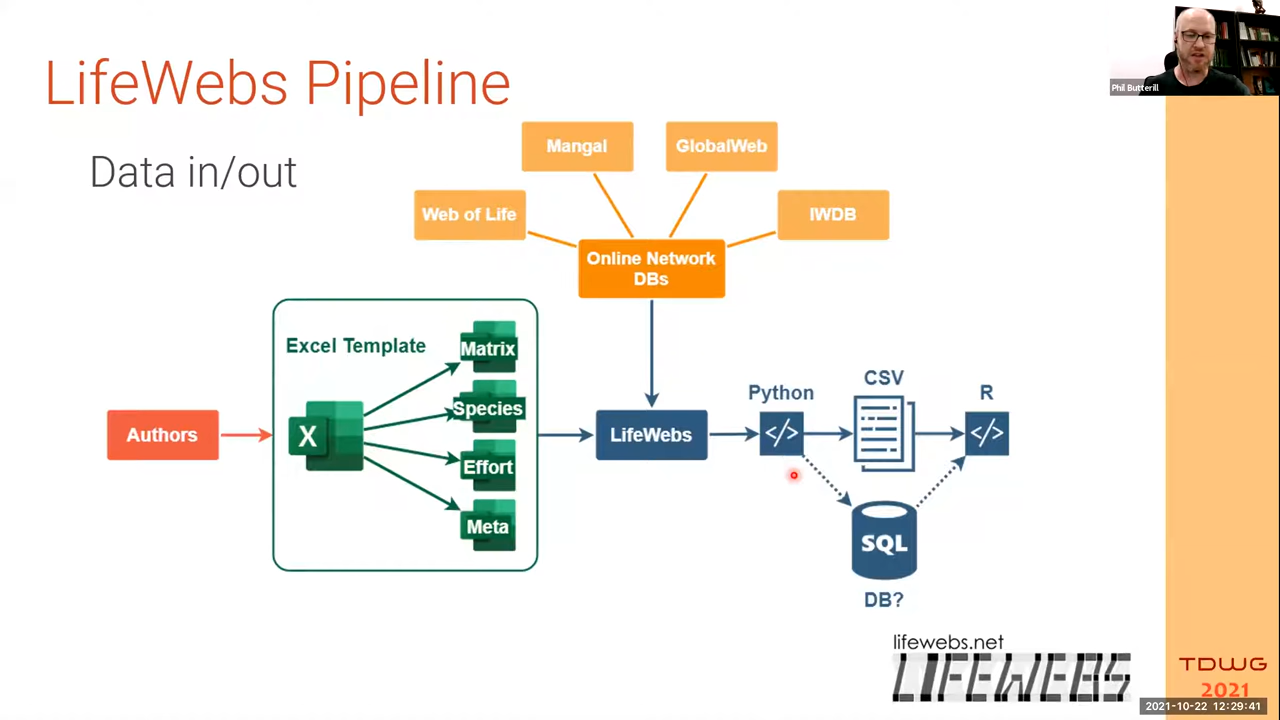 LifeWebs Pipeline
Data in/out
Phil Butterill
Mangal
GlobalWeb
Web of Life
IWDB
Online Network
DBs
Excel Template
Matrix
Species
Effort
Meta
X
Authors
LifeWebs
Python
</>
CSV
R
</>
SQL
DB?
lifewebs.net
LIFEWEBS
TDWG
2021
2021-10-22 12:29:41